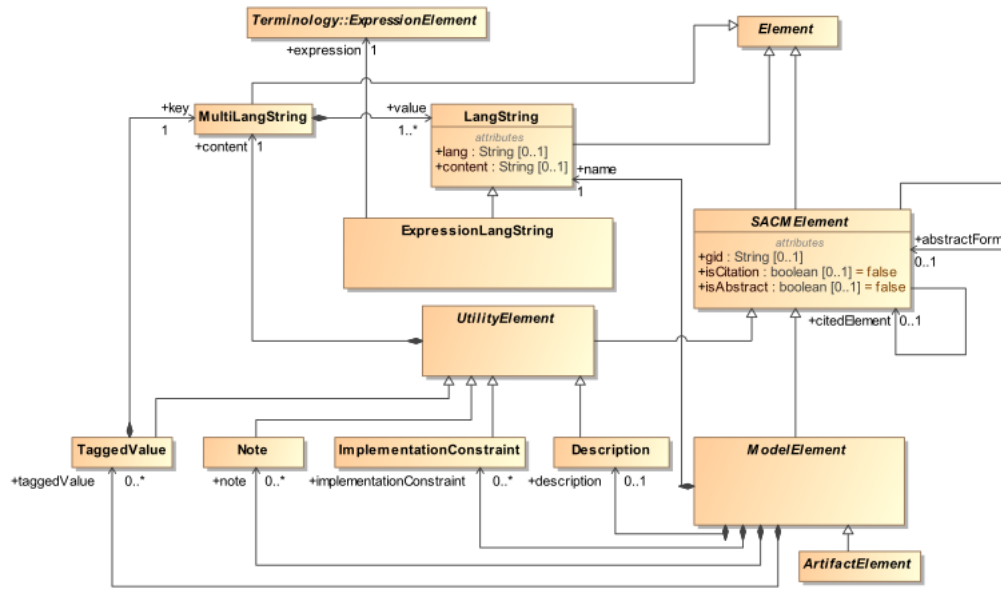 Terminology::ExpressionElement
Element
+expression 1
+key
1
MultiLangString
+content 1
+value
1..*
LangString
attributes
+lang : String [0..1]
+content : String [0..1]
+name
1
ExpressionLangString
SACMElement
attributes
+gid : String [0..1]
+isCitation : boolean [0..1] = false
+isAbstract : boolean [0..1] = false
+abstractForm
0..1
+citedElement 0..1
UtilityElement
TaggedValue
Note
ImplementationConstraint
Description
ModelElement
+taggedValue 0..*
+note 0..*
+implementationConstraint 0..*
+description 0..1
ArtifactElement